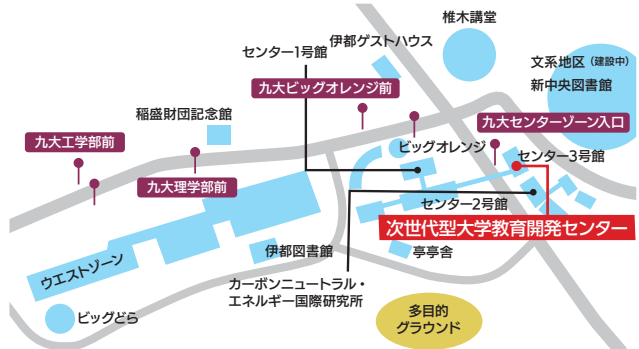 椎木講堂
伊都ゲストハウス
センター1号館
文系地区（建設中）
新中央図書館
九大ビッグオレンジ前
稲盛財団記念館
九大センターゾーン入口
九大工学部前
ビッグオレンジ
センター3号館
九大理学部前
センター2号館
次世代型大学教育開発センター
伊都図書館
亭亭舎
ウエストゾーン
カーボンニュートラル・
エネルギー国際研究所
ビッグどら
多目的
グラウンド